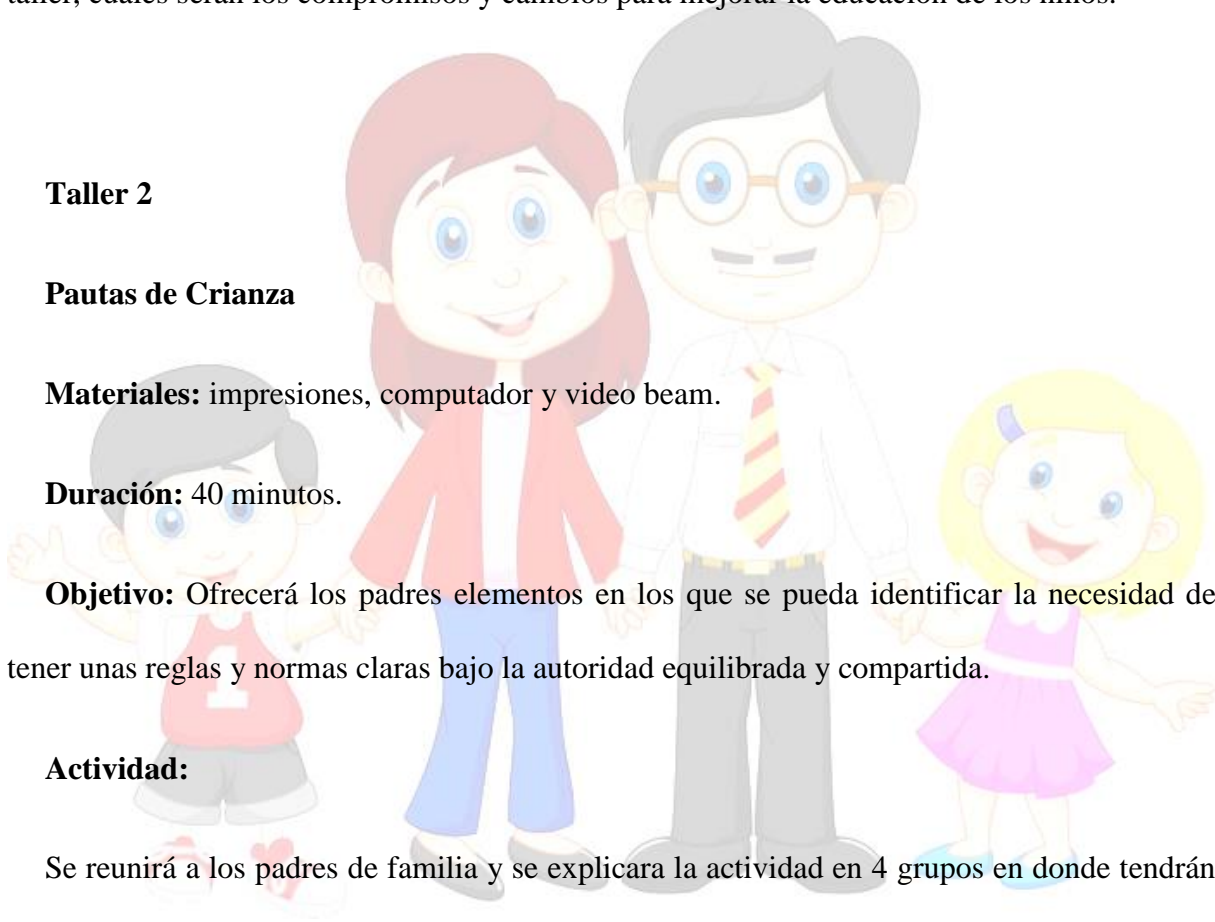 taller, cuáles serán los compromisos y cambios para mejorar la educación de los niños.
Taller 2
Pautas de Crianza
Materiales: impresiones, computador y video beam.
Duración: 40 minutos.
Objetivo: Ofrecerá los padres elementos en los que se pueda identificar la necesidad de
tener unas reglas y normas claras bajo la autoridad equilibrada y compartida.
Actividad:
Se reunirá a los padres de familia y se explicara la actividad en 4 grupos en donde tendrán
1